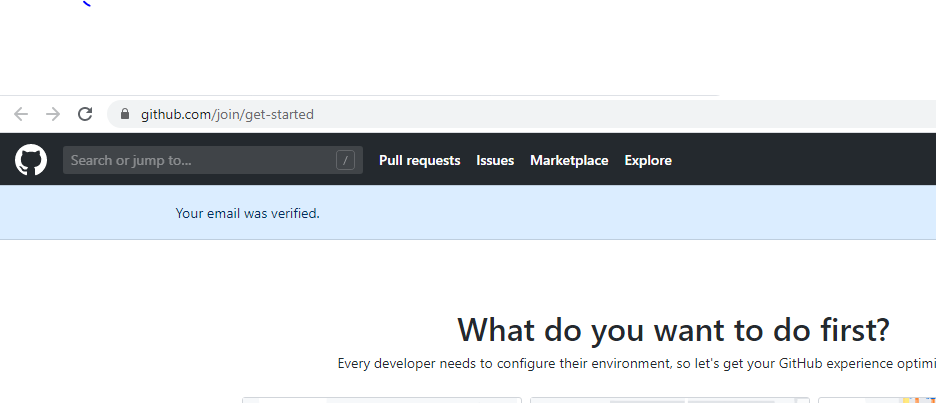 github.com/join/get-started
Search or jump to... /
Pull requests Issues Marketplace Explore
Your email was verified.
What do you want to do first?
Every developer needs to configure their environment, so let's get your GitHub experience